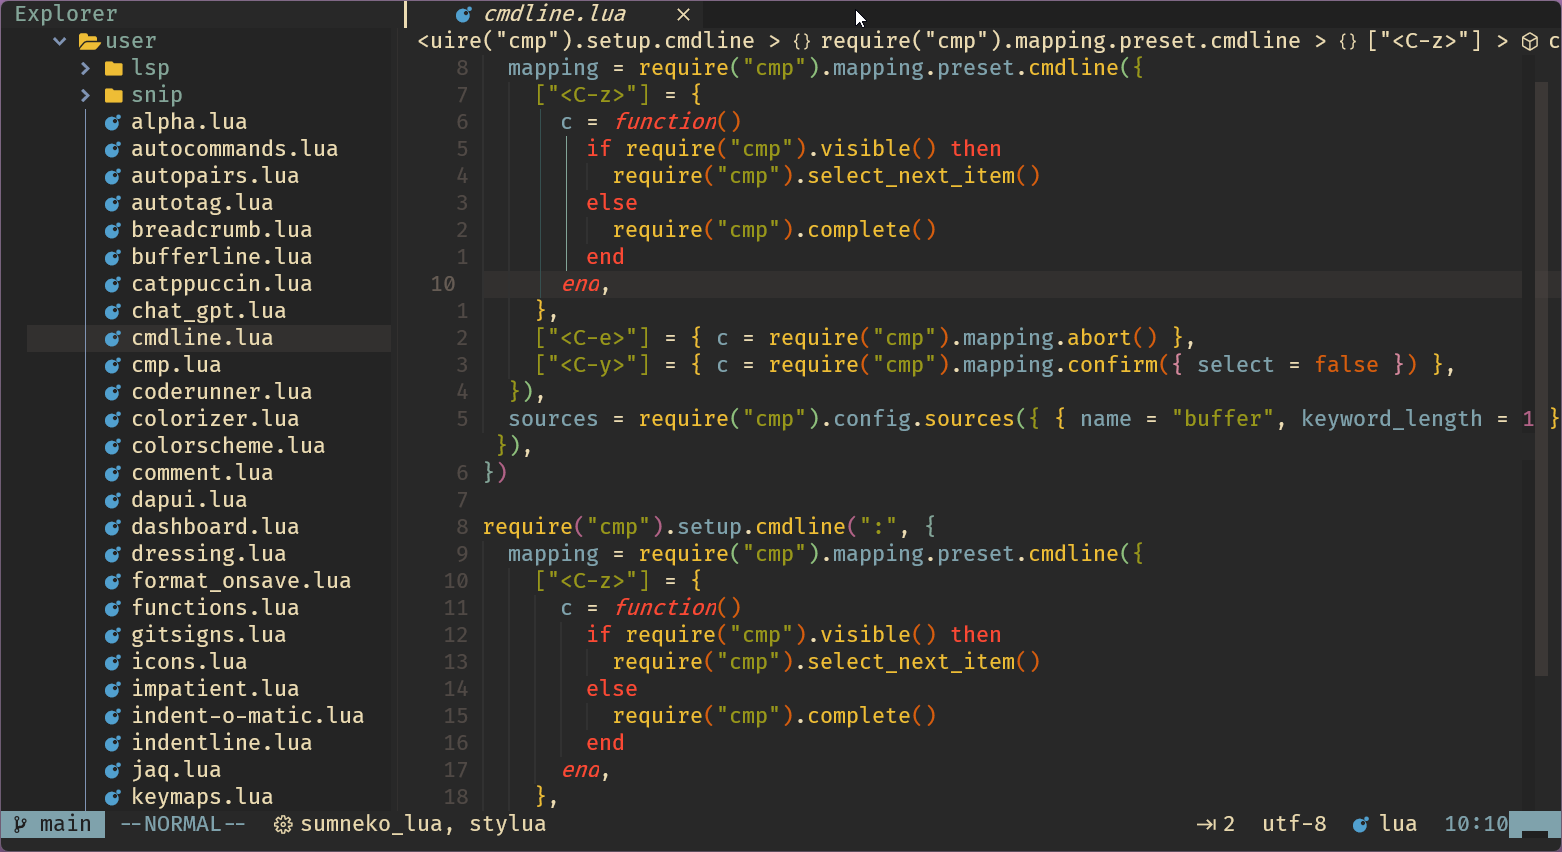 Explorer
user
lsp
snip
alpha.lua
autocommands.lua
autopairs.lua
autotag.lua
breadcrumb.lua
bufferline.lua
catppuccin.lua
chat_gpt.lua
cmdline.lua
cmp.lua
coderunner.lua
colorizer.lua
colorscheme.lua
comment.lua
dapui.lua
dashboard.lua
dressing.lua
format_onsave.lua
functions.lua
gitsigns.lua
icons.lua
impatient.lua
indent-o-matic.lua
indentline.lua
jaq.lua
keymaps.lua
cmdline.lua ×
<uire("cmp").setup.cmdline > {} require("cmp").mapping.preset.cmdline > {} ["<C-z>"] > c
8 mapping = require("cmp").mapping.preset.cmdline({
7 ["<C-z>"] = {
6 c = function()
5 if require("cmp").visible() then
4 require("cmp").select_next_item()
3 else
2 require("cmp").complete()
1 end
10 end,
1 },
2 ["<C-e>"] = { c = require("cmp").mapping.abort() },
3 ["<C-y>"] = { c = require("cmp").mapping.confirm({ select = false }) },
4 }),
5 sources = require("cmp").config.sources({ { name = "buffer", keyword_length = 1 }
}),
6 })
7
8 require("cmp").setup.cmdline(":", {
9 mapping = require("cmp").mapping.preset.cmdline({
10 ["<C-z>"] = {
11 c = function()
12 if require("cmp").visible() then
13 require("cmp").select_next_item()
14 else
15 require("cmp").complete()
16 end
17 end,
18 },
main --NORMAL-- sumneko_lua, stylua 2 utf-8 lua 10:10